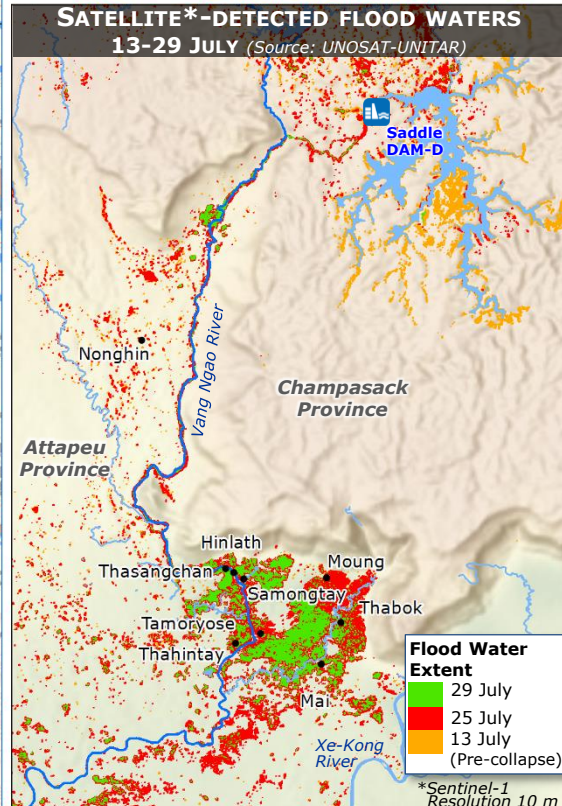 SATELLITE*-DETECTED FLOOD WATERS
13-29 JULY (Source: UNOSAT-UNITAR)
Saddle
DAM-D
Vang Ngao River
Nonghin
Champasack
Province
Attapeu
Province
Hinlath
Thasangchan
Moung
Samongtay
Thabok
Tamoryose
Thahintay
Mai
Xe-Kong
River
Flood Water
Extent
29 July
25 July
13 July
(Pre-collapse)
*Sentinel-1
Resolution 10 m